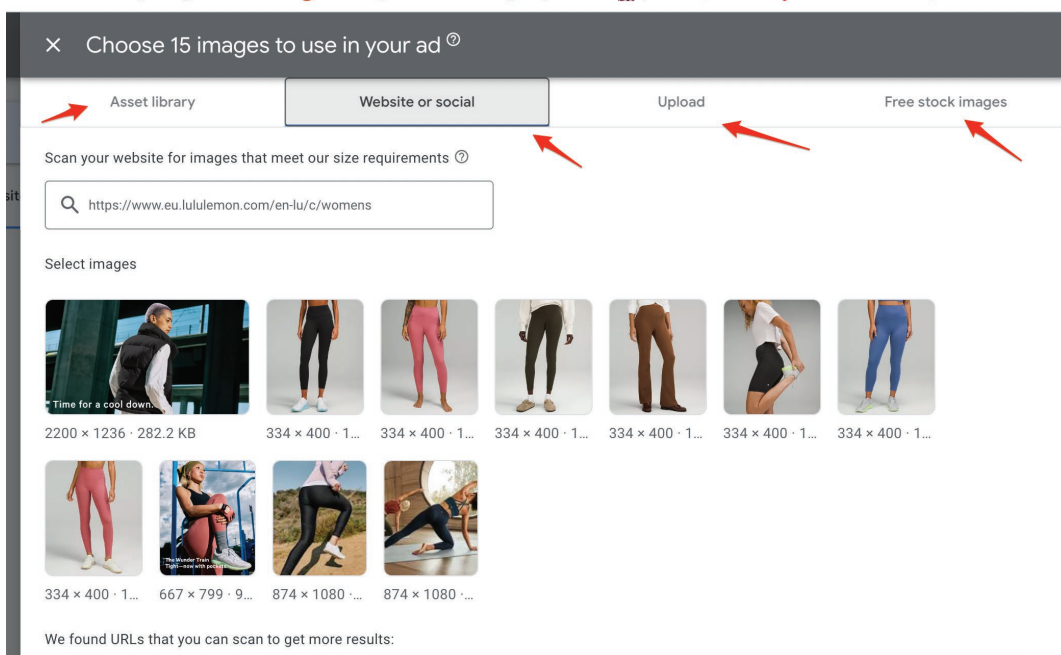 Choose 15 images to use in your ad
Asset library
Website or social
Upload
Free stock images
Scan your website for images that meet our size requirements
https://www.eu.lululemon.com/en-lu/c/womens
Select images
Time for a cool down.
2200 × 1236 · 282.2 KB
334 × 400 · 1...
334 × 400 · 1...
334 × 400 · 1...
334 × 400 · 1...
334 × 400 · 1...
334 × 400 · 1...
The Wunder Train
Tight—now with pockets.
334 × 400 · 1...
667 × 799 · 9...
874 × 1080 ·...
874 × 1080 ·...
We found URLs that you can scan to get more results: